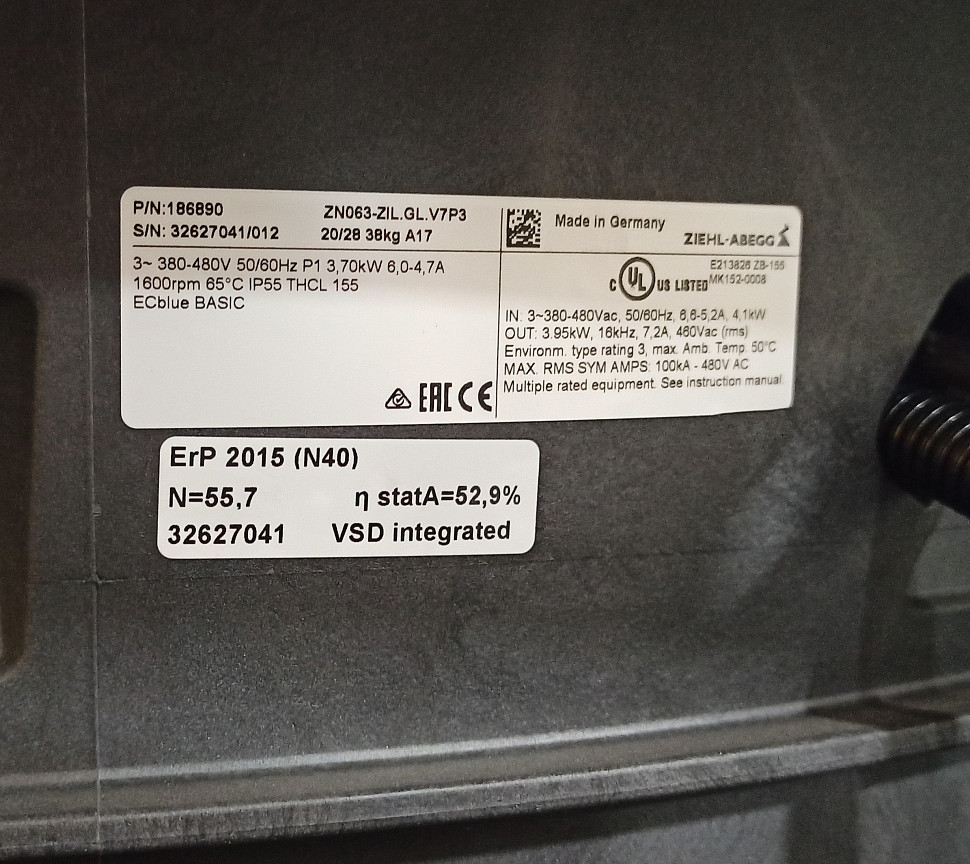 P/N:186890 ZN063-ZIL.GL.V7P3
S/N: 32627041/012 20/28 38kg A17
3~ 380-480V 50/60Hz P1 3,70kW 6,0-4,7A
1600rpm 65°C IP55 THCL 155
ECblue BASIC
EAC CE
Made in Germany
ZIEHL-ABEGG
C UL US LISTED
E213826 ZB-155
MK152-0008
IN: 3~380-480Vac, 50/60Hz, 6,6-5,2A, 4,1kW
OUT: 3.95kW, 16kHz, 7,2A, 460Vac (rms)
Environm. type rating 3, max. Amb. Temp. 50°C
MAX. RMS SYM AMPS: 100kA - 480V AC
Multiple rated equipment. See instruction manual.
ErP 2015 (N40)
N=55,7 η statA=52,9%
32627041 VSD integrated